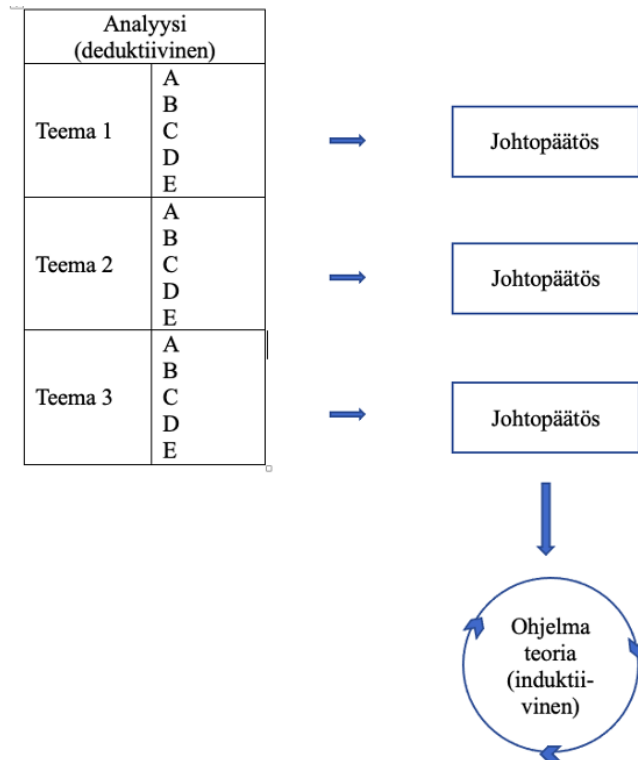 Analyysi
(deduktiivinen)
Teema 1
A
B
C
D
E
Johtopäätös
Teema 2
A
B
C
D
E
Johtopäätös
Teema 3
A
B
C
D
E
Johtopäätös
Ohjelma
teoria
(induktii-
vinen)